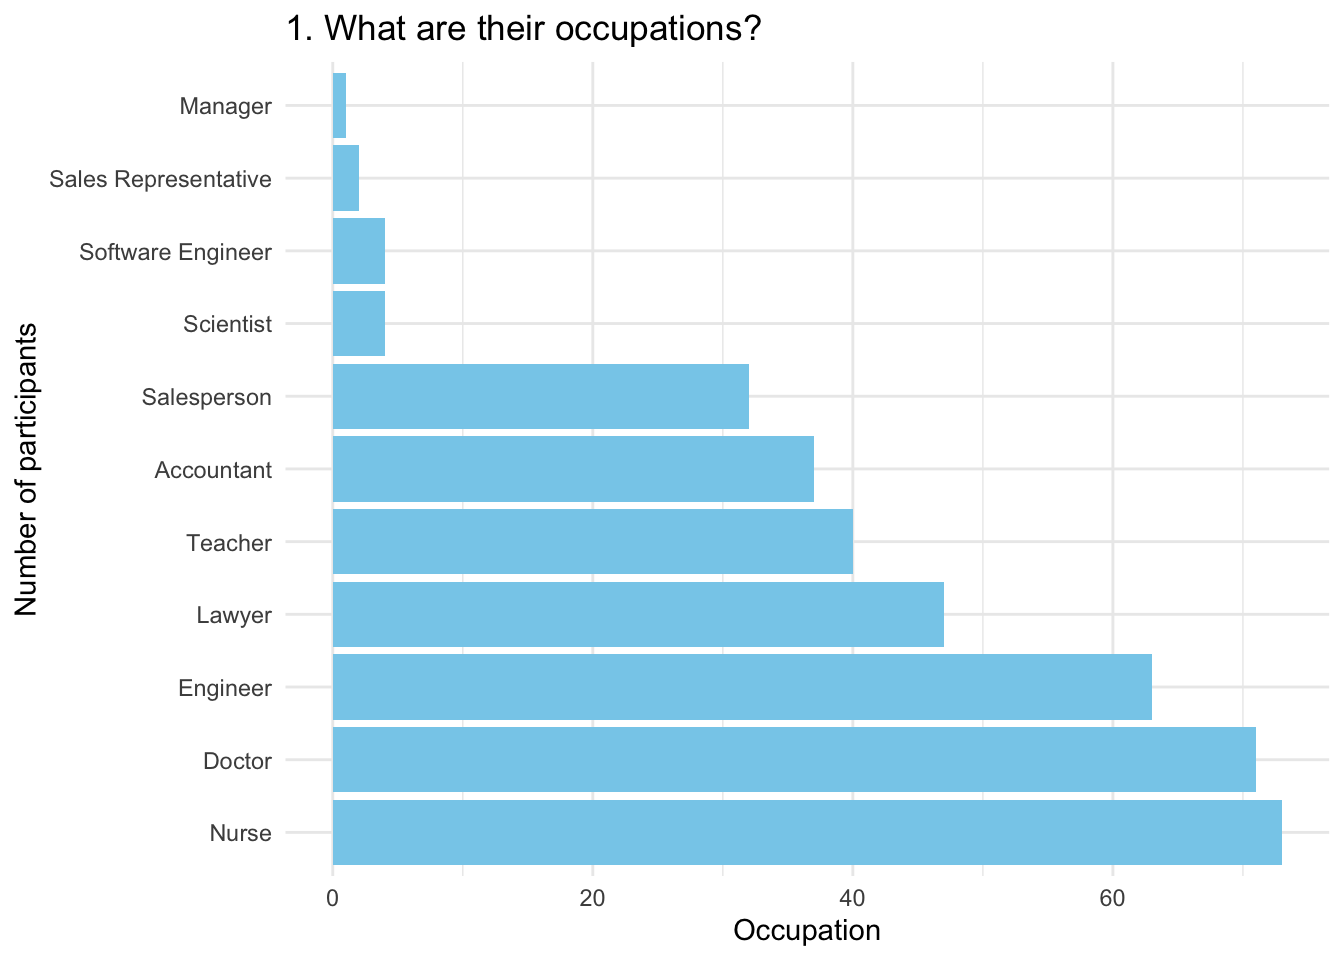 1. What are their occupations?
Manager
Sales Representative
Software Engineer
Scientist
Salesperson
Accountant
Teacher
Lawyer
Engineer
Doctor
Nurse
Number of participants
0 20 40 60
Occupation